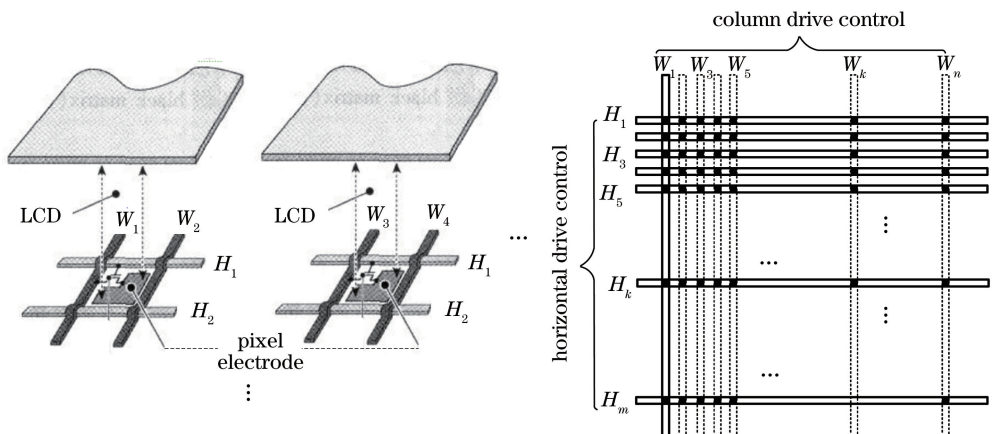 LCD
W1
W2
H1
H2
LCD
W3
W4
H1
H2
...
pixel
electrode
...
column drive control
W1 W3 W5 Wk Wn
horizontal drive control
H1
H3
H5
...
...
Hk
...
...
Hm